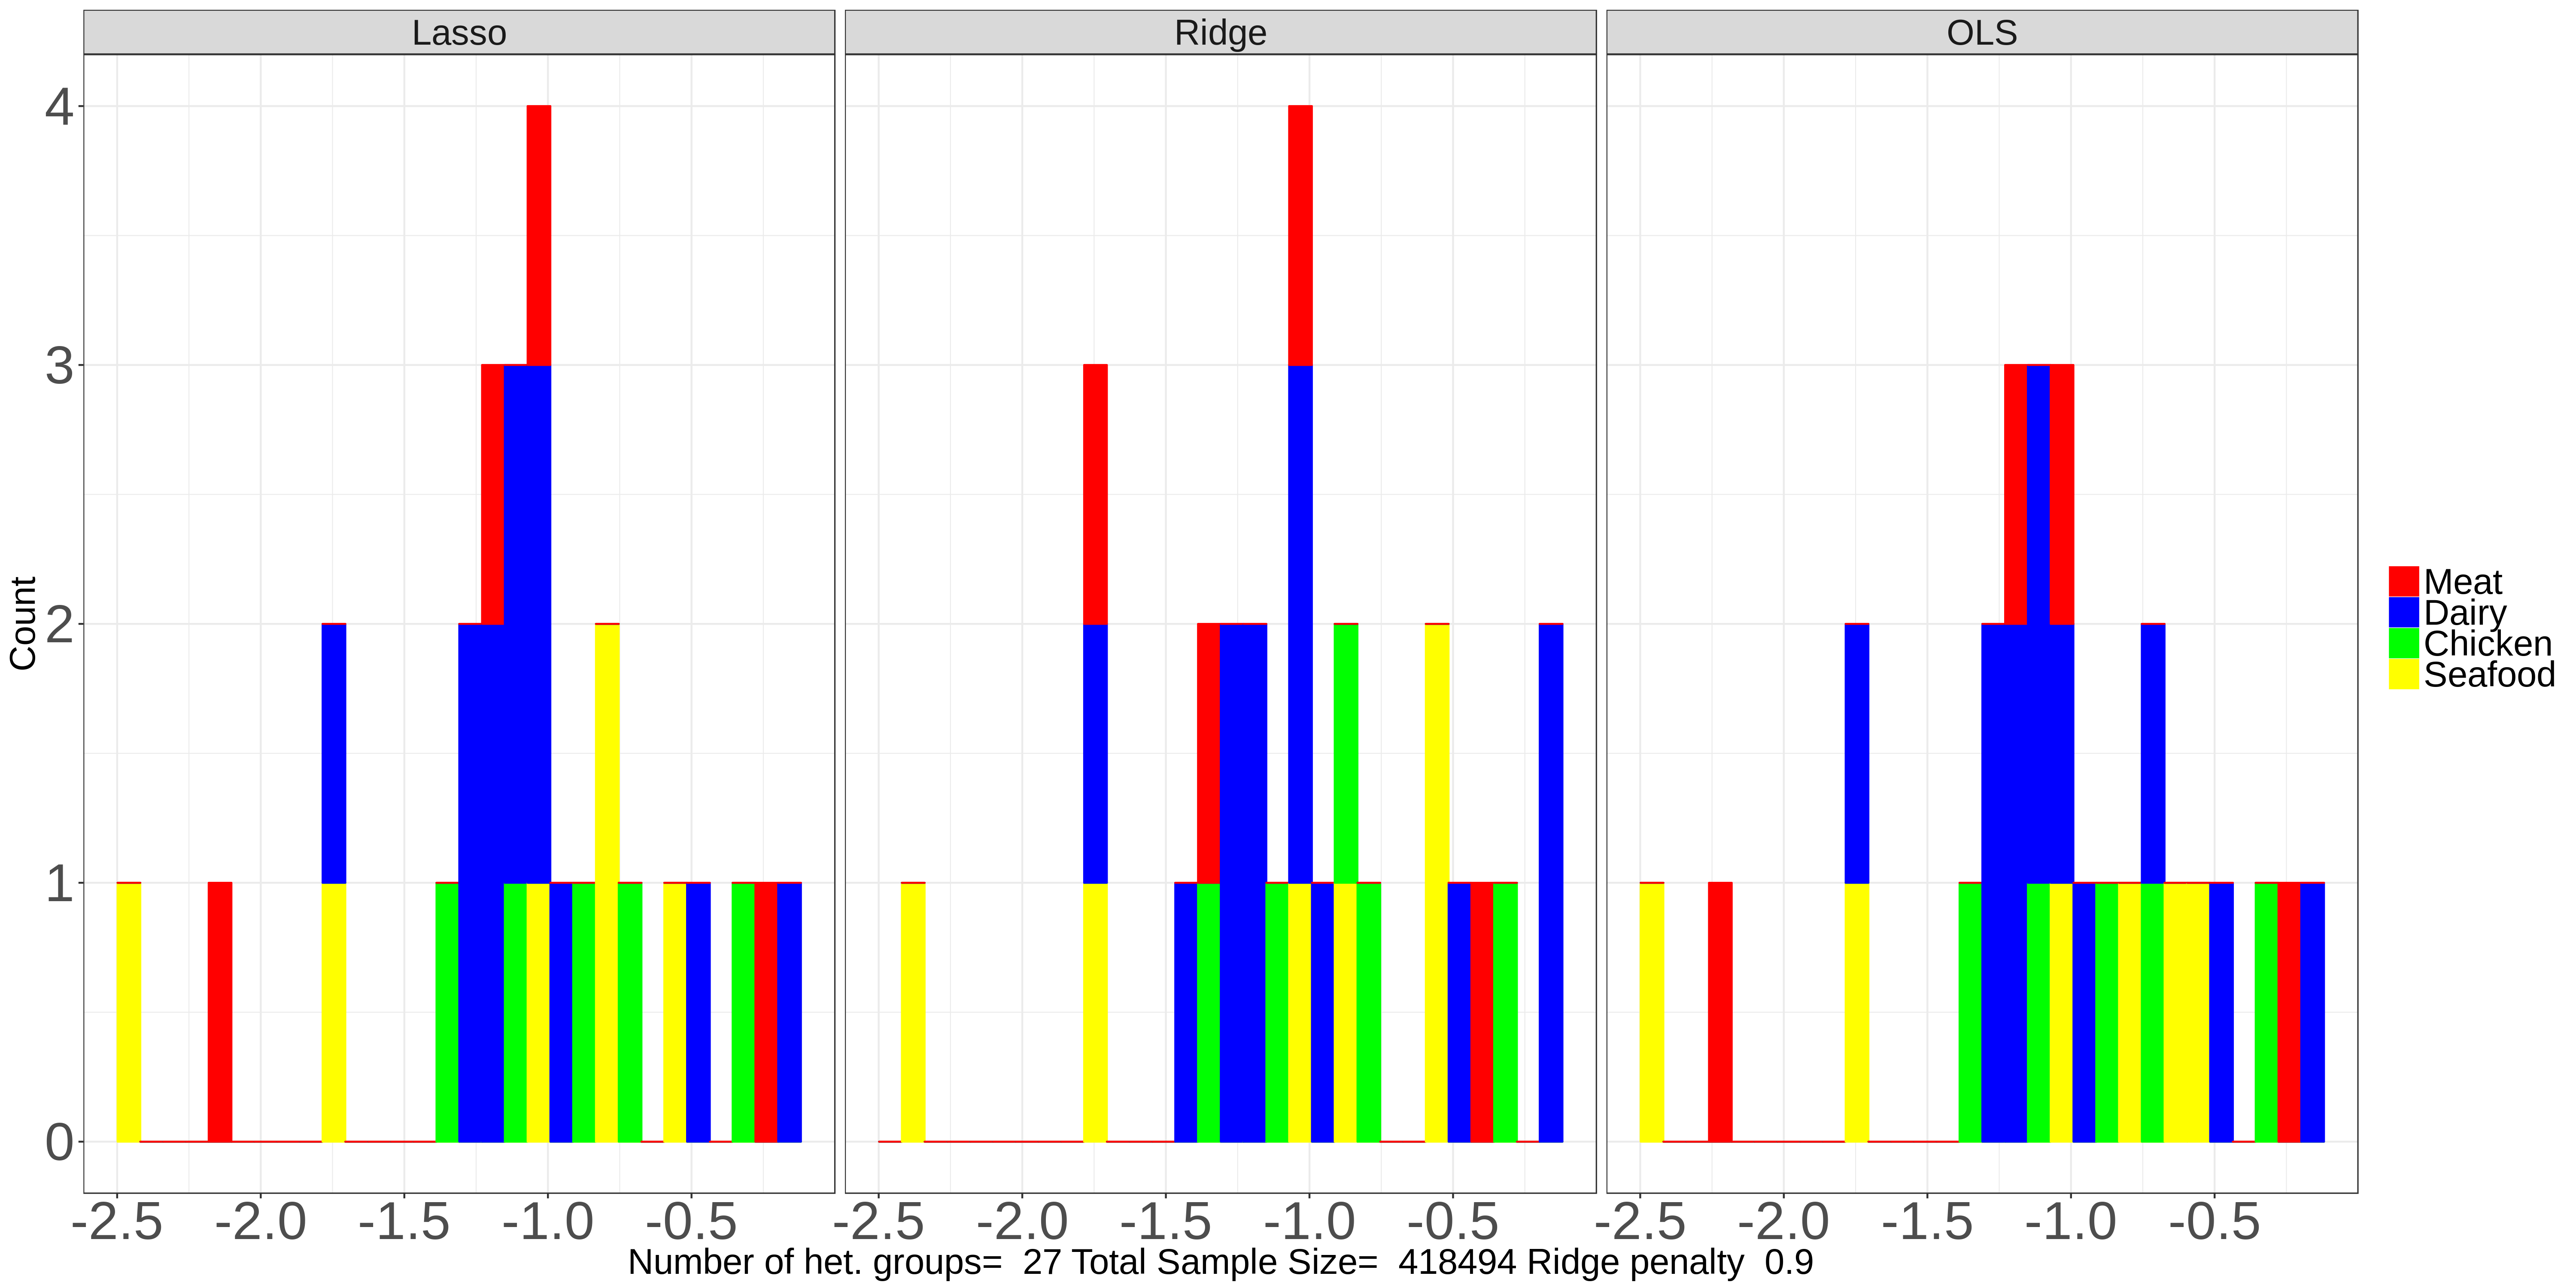 Lasso Ridge OLS
4
3
2
1
0
Count
-2.5 -2.0 -1.5 -1.0 -0.5 -2.5 -2.0 -1.5 -1.0 -0.5 -2.5 -2.0 -1.5 -1.0 -0.5
Number of het. groups= 27 Total Sample Size= 418494 Ridge penalty 0.9
Meat
Dairy
Chicken
Seafood